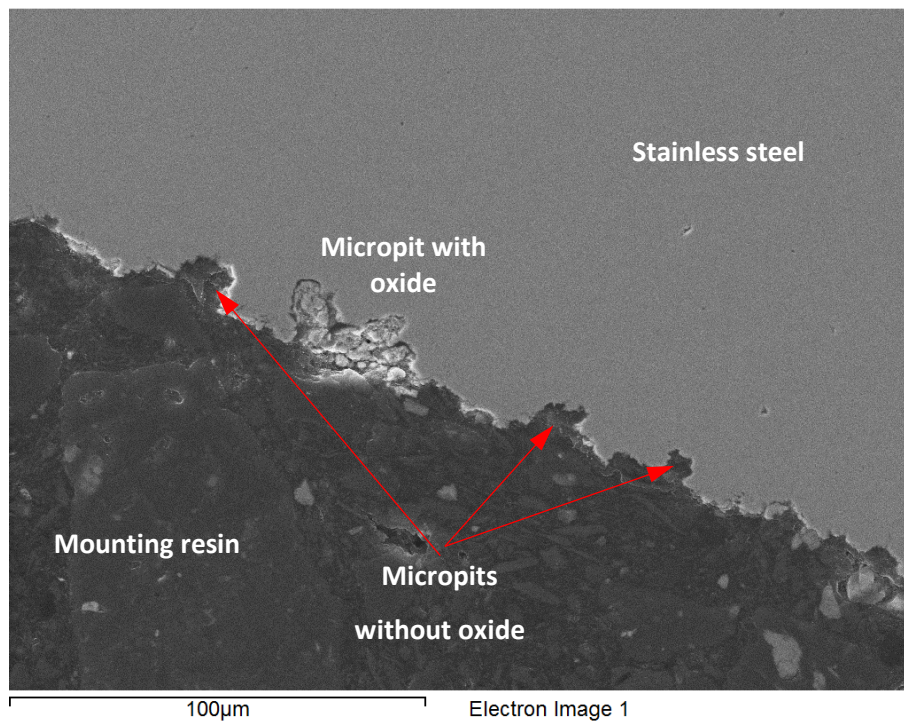 Stainless steel
Micropit with
oxide
Mounting resin
Micropits
without oxide
100µm
Electron Image 1